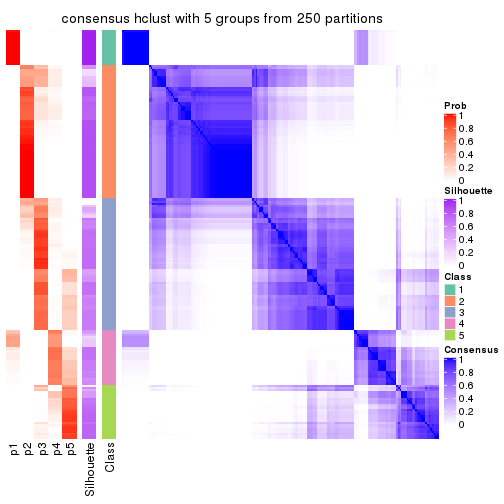 consensus hclust with 5 groups from 250 partitions
Prob
1
0.8
0.6
0.4
0.2
0
Silhouette
1
0.8
0.6
0.4
0.2
0
Class
1
2
3
4
5
Consensus
1
0.8
0.6
0.4
0.2
0
p1
p2
p3
p4
p5
Silhouette
Class